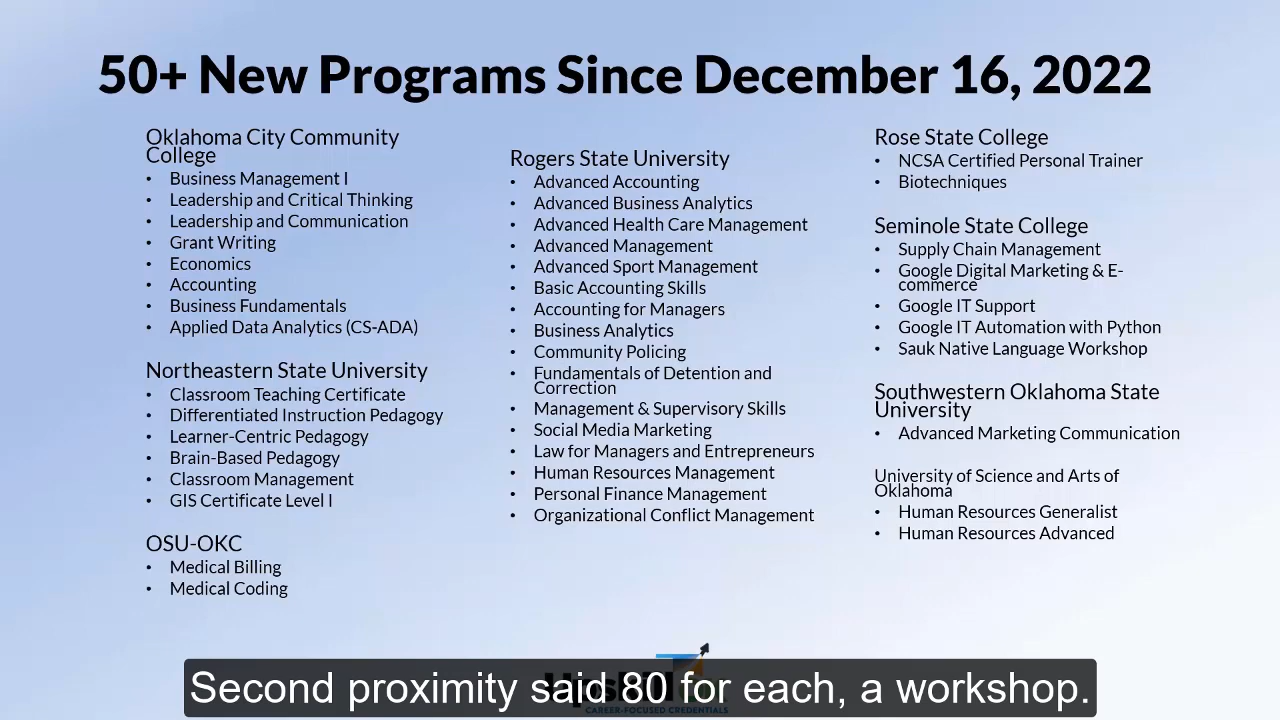 50+ New Programs Since December 16, 2022
Oklahoma City Community
College
• Business Management I
• Leadership and Critical Thinking
• Leadership and Communication
• Grant Writing
• Economics
• Accounting
• Business Fundamentals
• Applied Data Analytics (CS-ADA)
Northeastern State University
• Classroom Teaching Certificate
• Differentiated Instruction Pedagogy
• Learner-Centric Pedagogy
• Brain-Based Pedagogy
• Classroom Management
• GIS Certificate Level I
OSU-OKC
• Medical Billing
• Medical Coding
Rogers State University
• Advanced Accounting
• Advanced Business Analytics
• Advanced Health Care Management
• Advanced Management
• Advanced Sport Management
• Basic Accounting Skills
• Accounting for Managers
• Business Analytics
• Community Policing
• Fundamentals of Detention and
Correction
• Management & Supervisory Skills
• Social Media Marketing
• Law for Managers and Entrepreneurs
• Human Resources Management
• Personal Finance Management
• Organizational Conflict Management
Rose State College
• NCSA Certified Personal Trainer
• Biotechniques
Seminole State College
• Supply Chain Management
• Google Digital Marketing & E-
commerce
• Google IT Support
• Google IT Automation with Python
• Sauk Native Language Workshop
Southwestern Oklahoma State
University
• Advanced Marketing Communication
University of Science and Arts of
Oklahoma
• Human Resources Generalist
• Human Resources Advanced
Second proximity said 80 for each, a workshop.
CAREER-FOCUSED CREDENTIALS